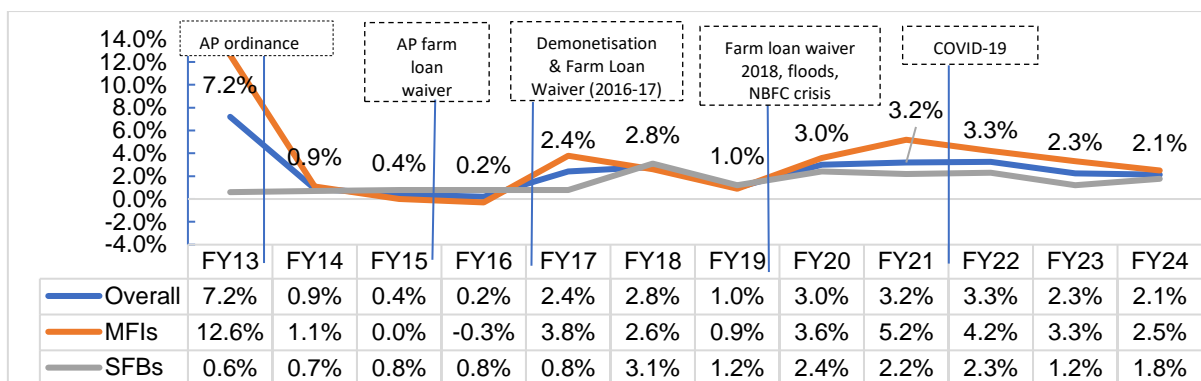 14.0%
12.0%
10.0%
8.0%
6.0%
4.0%
2.0%
0.0%
-2.0%
-4.0%
AP ordinance
AP farm
loan
waiver
Demonetisation
& Farm Loan
Waiver (2016-17)
Farm loan waiver
2018, floods,
NBFC crisis
COVID-19
7.2%
0.9%
0.4%
0.2%
2.4%
2.8%
1.0%
3.0%
3.2%
3.3%
2.3%
2.1%
FY13 FY14 FY15 FY16 FY17 FY18 FY19 FY20 FY21 FY22 FY23 FY24
Overall 7.2% 0.9% 0.4% 0.2% 2.4% 2.8% 1.0% 3.0% 3.2% 3.3% 2.3% 2.1%
MFIs 12.6% 1.1% 0.0% -0.3% 3.8% 2.6% 0.9% 3.6% 5.2% 4.2% 3.3% 2.5%
SFBs 0.6% 0.7% 0.8% 0.8% 0.8% 3.1% 1.2% 2.4% 2.2% 2.3% 1.2% 1.8%